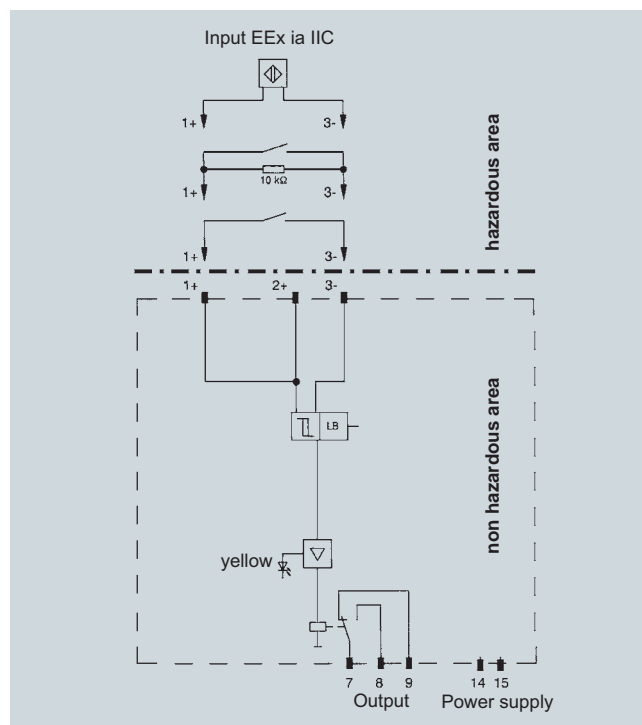 Input EEx ia IIC
1+ 3-
10 kΩ
1+ 3-
1+ 3-
hazardous area
1+ 2+ 3-
LB
non hazardous area
yellow
7 8 9 14 15
Output Power supply